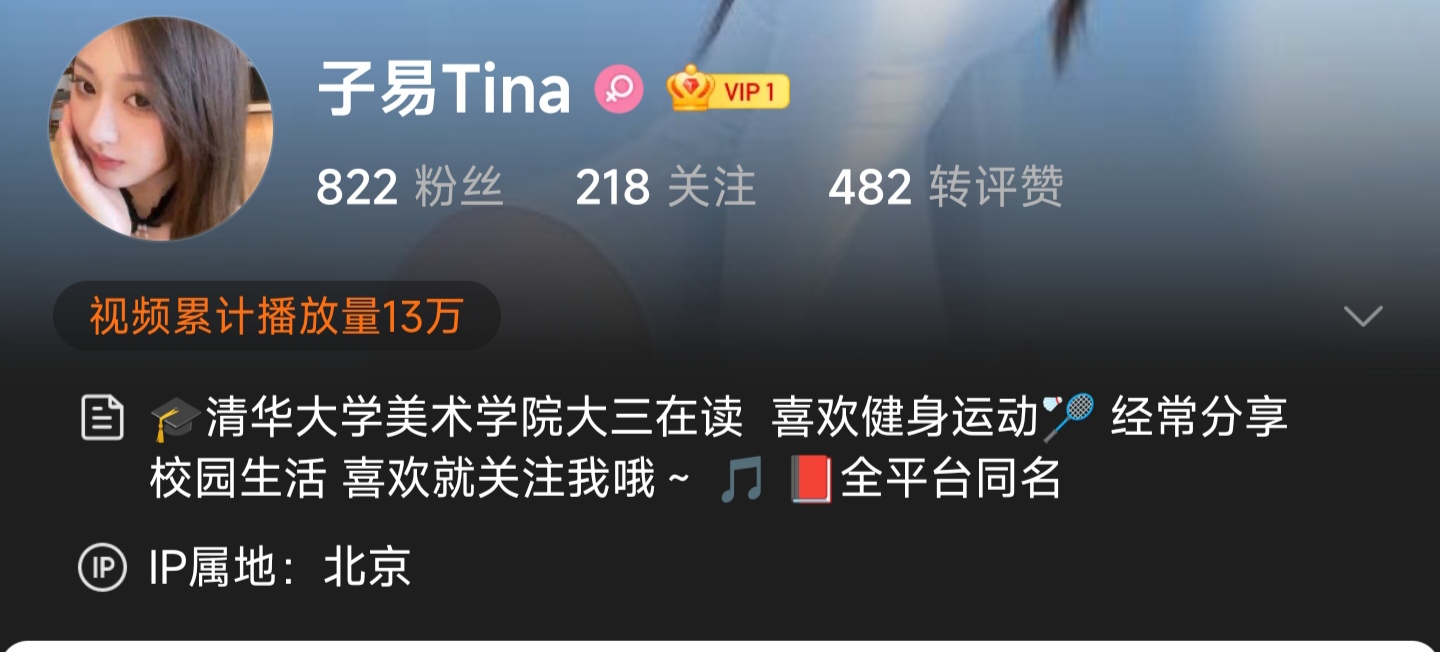 子易Tina VIP 1
822 粉丝 218 关注 482 转评赞
视频累计播放量13万
🎓清华大学美术学院大三在读 喜欢健身运动🏸 经常分享
校园生活 喜欢就关注我哦~ 🎵 📕全平台同名
IP IP属地：北京